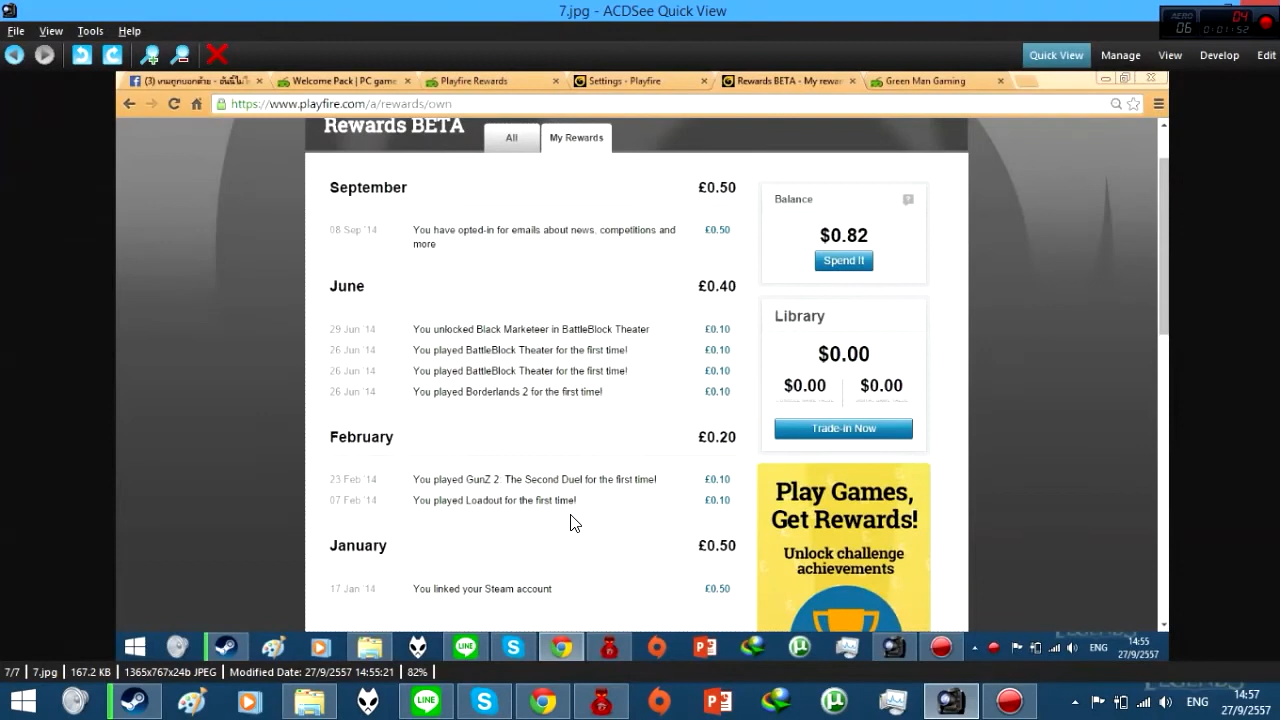 7.jpg - ACDSee Quick View
04
06
0:01:52
File View Tools Help
Quick View Manage View Develop Edit
Welcome Pack | PC game
Playfire Rewards
Settings - Playfire
Rewards BETA - My rewar
Green Man Gaming
https://www.playfire.com/a/rewards/own
Rewards BETA
All
My Rewards
September £0.50
08 Sep '14 You have opted-in for emails about news, competitions and
more £0.50
June £0.40
29 Jun '14 You unlocked Black Marketeer in BattleBlock Theater £0.10
26 Jun '14 You played BattleBlock Theater for the first time! £0.10
26 Jun '14 You played BattleBlock Theater for the first time! £0.10
26 Jun '14 You played Borderlands 2 for the first time! £0.10
February £0.20
23 Feb '14 You played GunZ 2: The Second Duel for the first time! £0.10
07 Feb '14 You played Loadout for the first time! £0.10
January £0.50
17 Jan '14 You linked your Steam account £0.50
Balance
$0.82
Spend It
Library
$0.00
$0.00 $0.00
Trade-in Now
Play Games,
Get Rewards!
Unlock challenge
achievements
LINE
ENG
14:55
27/9/2557
7/7 7.jpg 167.2 KB 1365x767x24b JPEG Modified Date: 27/9/2557 14:55:21 82%
LINE
ENG
14:57
27/9/2557